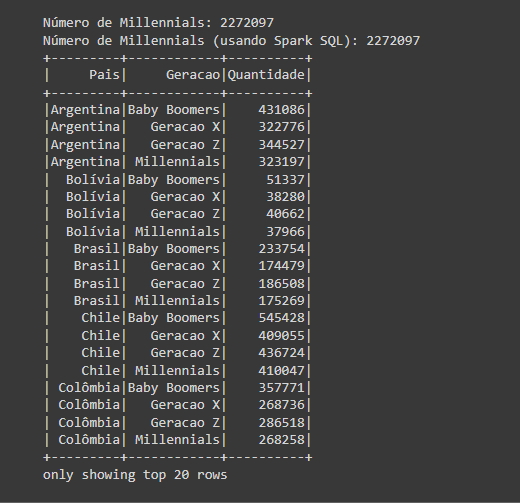 Número de Millennials: 2272097
Número de Millennials (usando Spark SQL): 2272097
+---------+------------+----------+
|     Pais|     Geracao|Quantidade|
+---------+------------+----------+
|Argentina|Baby Boomers|    431086|
|Argentina|   Geracao X|    322776|
|Argentina|   Geracao Z|    344527|
|Argentina| Millennials|    323197|
|  Bolívia|Baby Boomers|     51337|
|  Bolívia|   Geracao X|     38280|
|  Bolívia|   Geracao Z|     40662|
|  Bolívia| Millennials|     37966|
|   Brasil|Baby Boomers|    233754|
|   Brasil|   Geracao X|    174479|
|   Brasil|   Geracao Z|    186508|
|   Brasil| Millennials|    175269|
|    Chile|Baby Boomers|    545428|
|    Chile|   Geracao X|    409055|
|    Chile|   Geracao Z|    436724|
|    Chile| Millennials|    410047|
| Colômbia|Baby Boomers|    357771|
| Colômbia|   Geracao X|    268736|
| Colômbia|   Geracao Z|    286518|
| Colômbia| Millennials|    268258|
+---------+------------+----------+
only showing top 20 rows